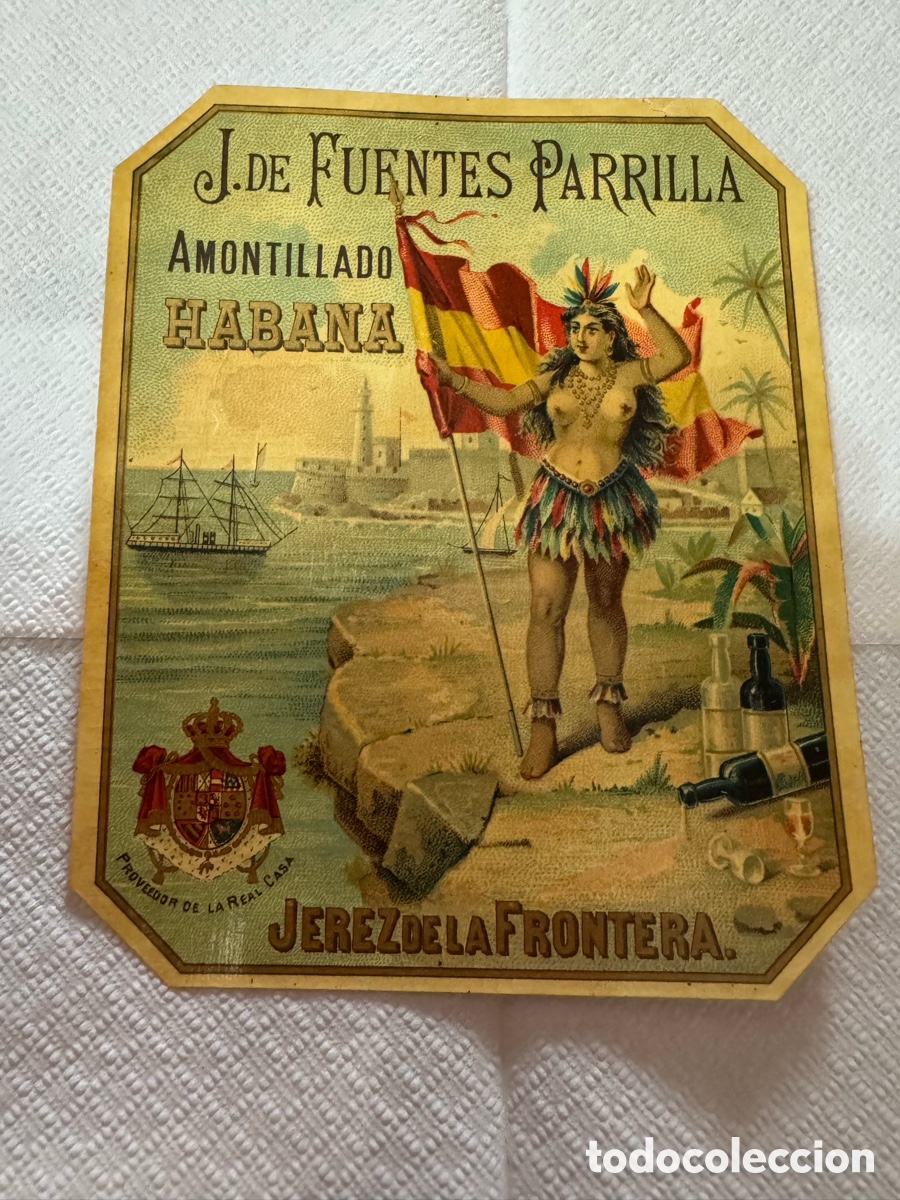 J. DE FUENTES PARRILLA
AMONTILLADO
HABANA
PROVEEDOR DE LA REAL CASA
JEREZ DE LA FRONTERA.
todocoleccion